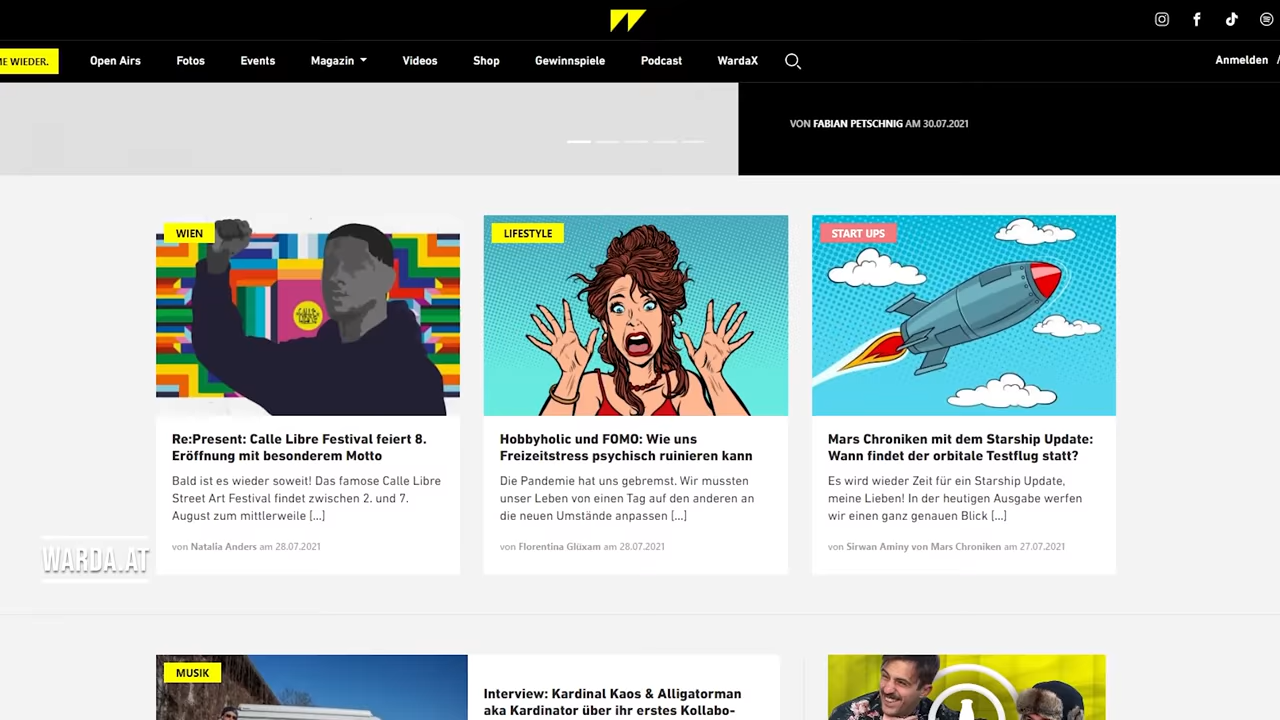 ME WIEDER.
Open Airs
Fotos
Events
Magazin
Videos
Shop
Gewinnspiele
Podcast
WardaX
Anmelden /
VON FABIAN PETSCHNIG AM 30.07.2021
WIEN
Re:Present: Calle Libre Festival feiert 8.
Eröffnung mit besonderem Motto
Bald ist es wieder soweit! Das famose Calle Libre
Street Art Festival findet zwischen 2. und 7.
August zum mittlerweile [...]
von Natalia Anders am 28.07.2021
LIFESTYLE
Hobbyholic und FOMO: Wie uns
Freizeitstress psychisch ruinieren kann
Die Pandemie hat uns gebremst. Wir mussten
unser Leben von einen Tag auf den anderen an
die neuen Umstände anpassen [...]
von Florentina Glüxam am 28.07.2021
START UPS
Mars Chroniken mit dem Starship Update:
Wann findet der orbitale Testflug statt?
Es wird wieder Zeit für ein Starship Update,
meine Lieben! In der heutigen Ausgabe werfen
wir einen ganz genauen Blick [...]
von Sirwan Aminy von Mars Chroniken am 27.07.2021
WARDA.AT
MUSIK
Interview: Kardinal Kaos & Alligatorman
aka Kardinator über ihr erstes Kollabo-